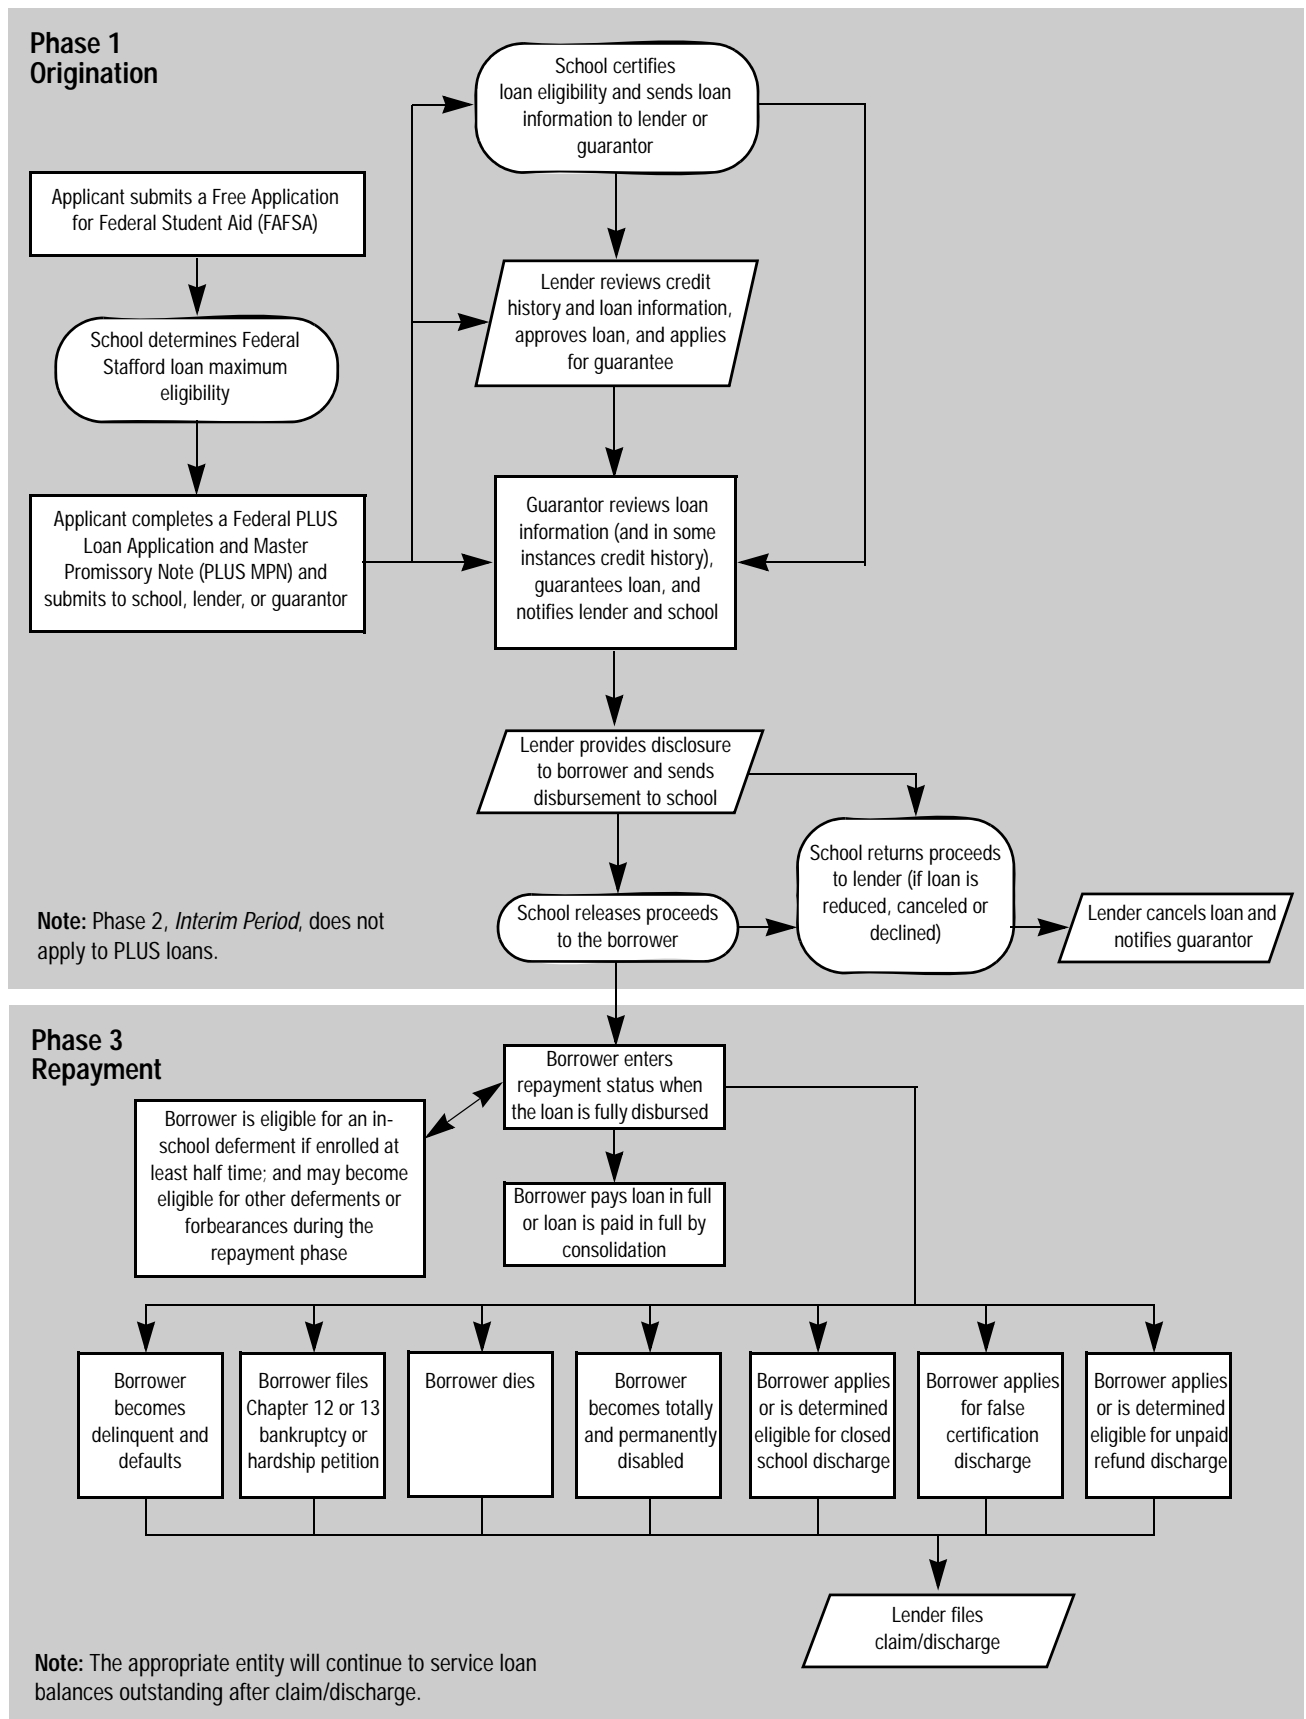 Phase 1
Origination
School certifies
loan eligibility and sends loan
information to lender or
guarantor
Applicant submits a Free Application
for Federal Student Aid (FAFSA)
Lender reviews credit
history and loan information,
approves loan, and applies
for guarantee
School determines Federal
Stafford loan maximum
eligibility
Applicant completes a Federal PLUS
Loan Application and Master
Promissory Note (PLUS MPN) and
submits to school, lender, or guarantor
Guarantor reviews loan
information (and in some
instances credit history),
guarantees loan, and
notifies lender and school
Lender provides disclosure
to borrower and sends
disbursement to school
School returns proceeds
to lender (if loan is
reduced, canceled or
declined)
School releases proceeds
to the borrower
Lender cancels loan and
notifies guarantor
Note: Phase 2, Interim Period, does not
apply to PLUS loans.
Phase 3
Repayment
Borrower enters
repayment status when
the loan is fully disbursed
Borrower is eligible for an in-
school deferment if enrolled at
least half time; and may become
eligible for other deferments or
forbearances during the
repayment phase
Borrower pays loan in full
or loan is paid in full by
consolidation
Borrower
becomes
delinquent and
defaults
Borrower files
Chapter 12 or 13
bankruptcy or
hardship petition
Borrower dies
Borrower
becomes totally
and permanently
disabled
Borrower applies
or is determined
eligible for closed
school discharge
Borrower applies
for false
certification
discharge
Borrower applies
or is determined
eligible for unpaid
refund discharge
Lender files
claim/discharge
Note: The appropriate entity will continue to service loan
balances outstanding after claim/discharge.